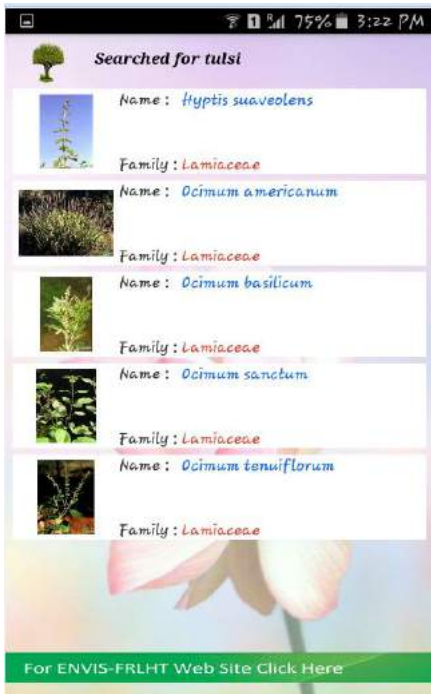 75% 3:22 PM
Searched for tulsi
Name : Hyptis suaveolens
Family : Lamiaceae
Name : Ocimum americanum
Family : Lamiaceae
Name : Ocimum basilicum
Family : Lamiaceae
Name : Ocimum sanctum
Family : Lamiaceae
Name : Ocimum tenuiflorum
Family : Lamiaceae
For ENVIS-FRLHT Web Site Click Here